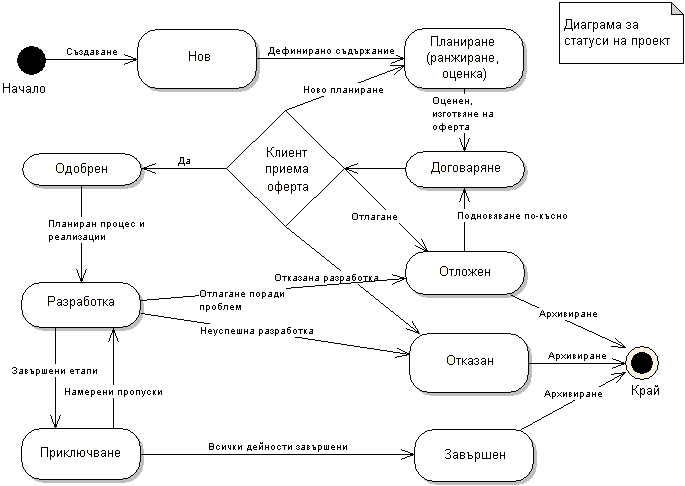 Диаграма за
статуси на проект
Създаване
Начало
Нов
Дефинирано съдържание
Планиране
(ранжиране,
оценка)
Ново планиране
Оценен,
изготвяне на
оферта
Клиент
приема
оферта
Да
Одобрен
Договаряне
Планиран процес и
реализации
Отлагане
Подновяване по-късно
Отложен
Отказана разработка
Разработка
Отлагане поради
проблем
Неуспешна разработка
Архивиране
Отказан
Архивиране
Край
Завършени етапи
Намерени пропуски
Архивиране
Приключване
Всички дейности завършени
Завършен